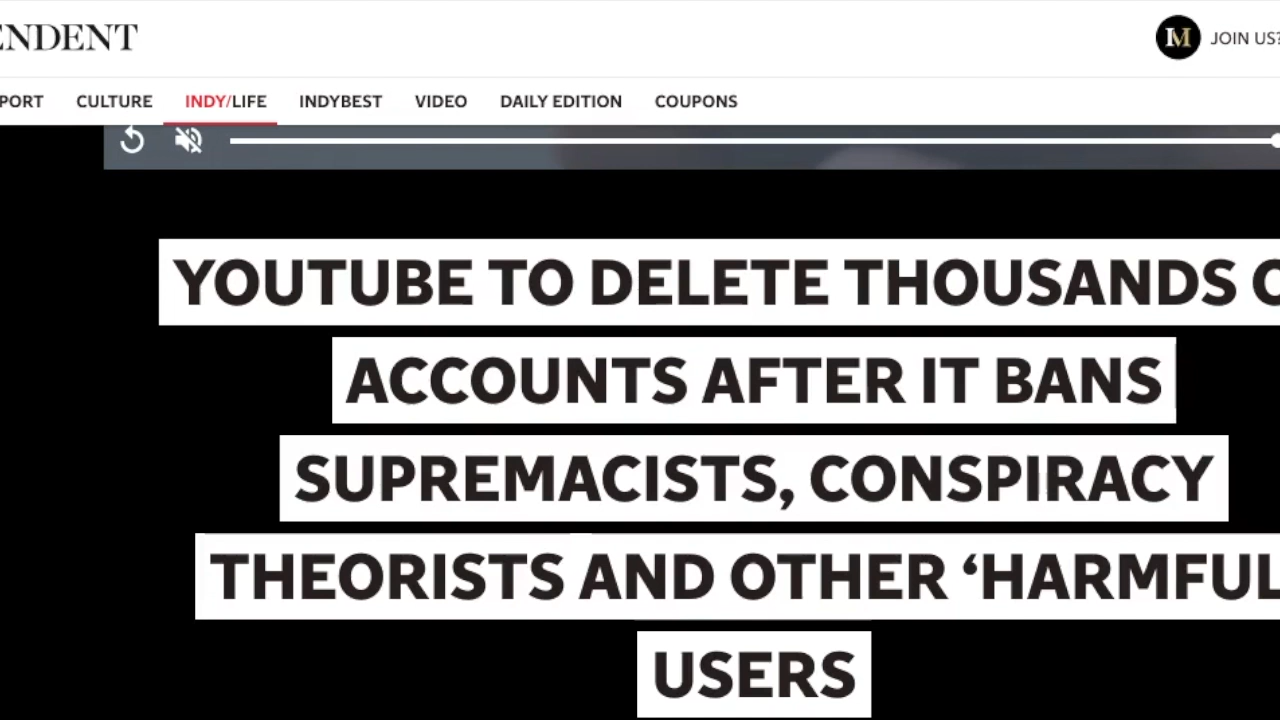 ENDENT
JOIN US?
PORT CULTURE INDY/LIFE INDYBEST VIDEO DAILY EDITION COUPONS
YOUTUBE TO DELETE THOUSANDS O
ACCOUNTS AFTER IT BANS
SUPREMACISTS, CONSPIRACY
THEORISTS AND OTHER ‘HARMFUL
USERS